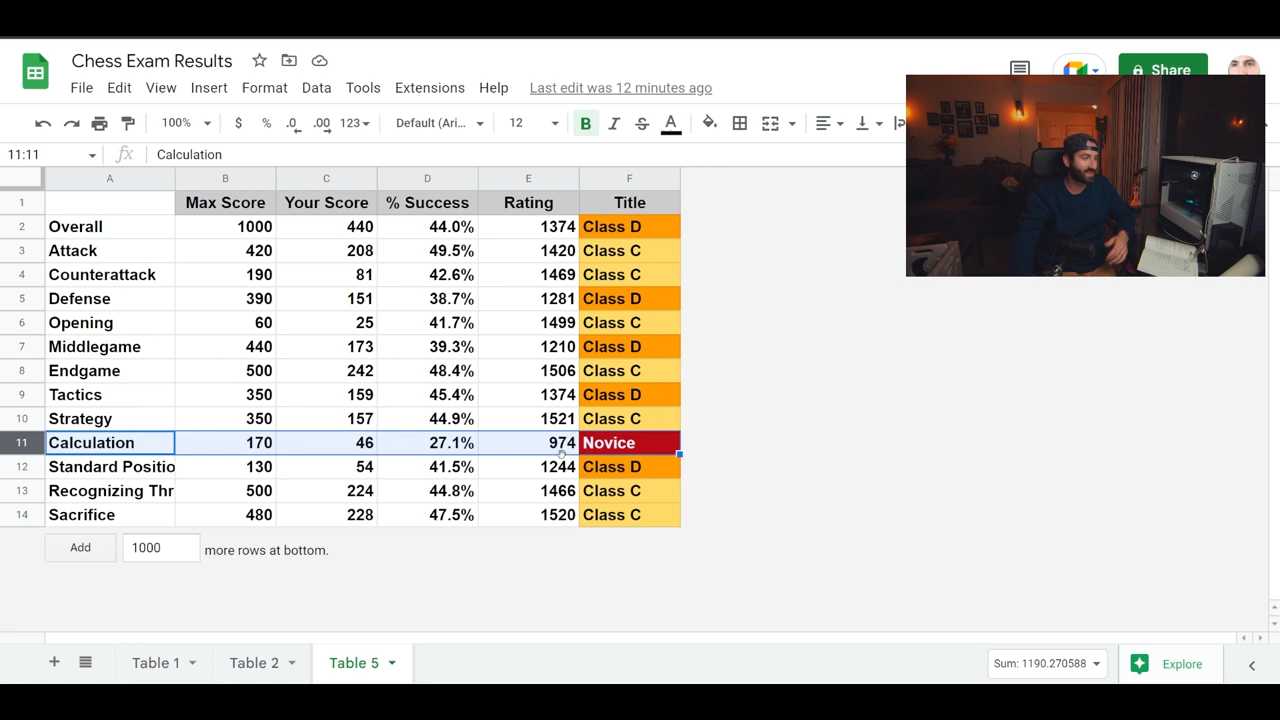 Chess Exam Results
Share
File Edit View Insert Format Data Tools Extensions Help Last edit was 12 minutes ago
100% $ % .0 .00 123 Default (Ari... 12 B I S A
11:11 fx Calculation
A B C D E F
1 Max Score Your Score % Success Rating Title
2 Overall 1000 440 44.0% 1374 Class D
3 Attack 420 208 49.5% 1420 Class C
4 Counterattack 190 81 42.6% 1469 Class C
5 Defense 390 151 38.7% 1281 Class D
6 Opening 60 25 41.7% 1499 Class C
7 Middlegame 440 173 39.3% 1210 Class D
8 Endgame 500 242 48.4% 1506 Class C
9 Tactics 350 159 45.4% 1374 Class D
10 Strategy 350 157 44.9% 1521 Class C
11 Calculation 170 46 27.1% 974 Novice
12 Standard Positio 130 54 41.5% 1244 Class D
13 Recognizing Thr 500 224 44.8% 1466 Class C
14 Sacrifice 480 228 47.5% 1520 Class C
Add 1000 more rows at bottom.
+ Table 1 Table 2 Table 5 Sum: 1190.270588 Explore